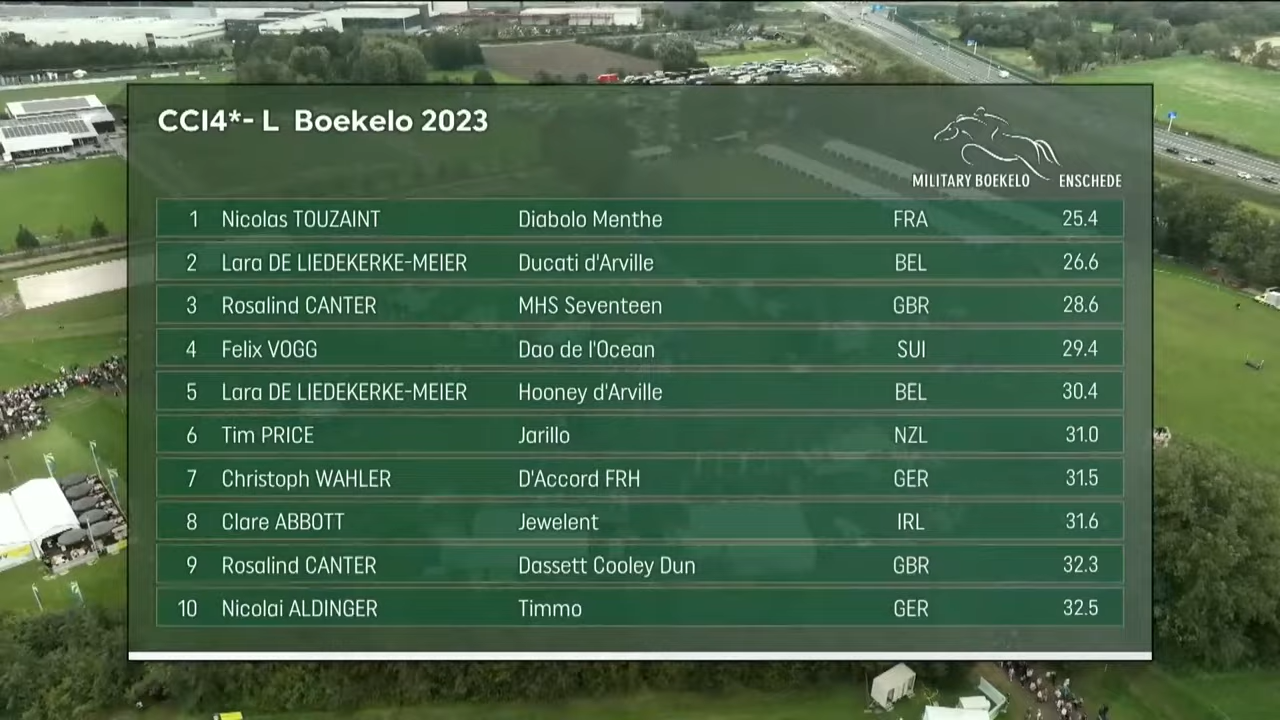 CCI4*- L Boekelo 2023
MILITARY BOEKELO ENSCHEDE
1 Nicolas TOUZAINT Diabolo Menthe FRA 25.4
2 Lara DE LIEDEKERKE-MEIER Ducati d'Arville BEL 26.6
3 Rosalind CANTER MHS Seventeen GBR 28.6
4 Felix VOGG Dao de l'Ocean SUI 29.4
5 Lara DE LIEDEKERKE-MEIER Hooney d'Arville BEL 30.4
6 Tim PRICE Jarillo NZL 31.0
7 Christoph WAHLER D'Accord FRH GER 31.5
8 Clare ABBOTT Jewelent IRL 31.6
9 Rosalind CANTER Dassett Cooley Dun GBR 32.3
10 Nicolai ALDINGER Timmo GER 32.5